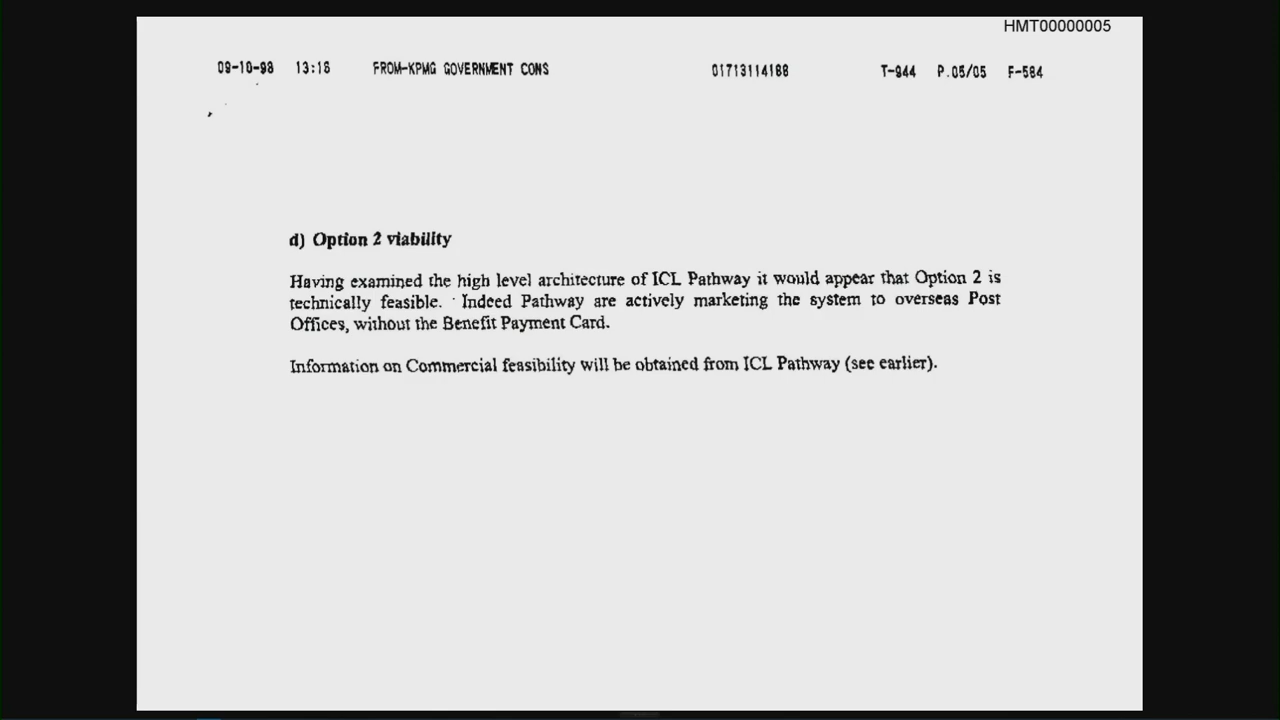 HMT00000005
09-10-98 13:16 FROM-KPMG GOVERNMENT CONS 01713114188 T-944 P.05/05 F-584
d) Option 2 viability
Having examined the high level architecture of ICL Pathway it would appear that Option 2 is
technically feasible. Indeed Pathway are actively marketing the system to overseas Post
Offices, without the Benefit Payment Card.
Information on Commercial feasibility will be obtained from ICL Pathway (see earlier).